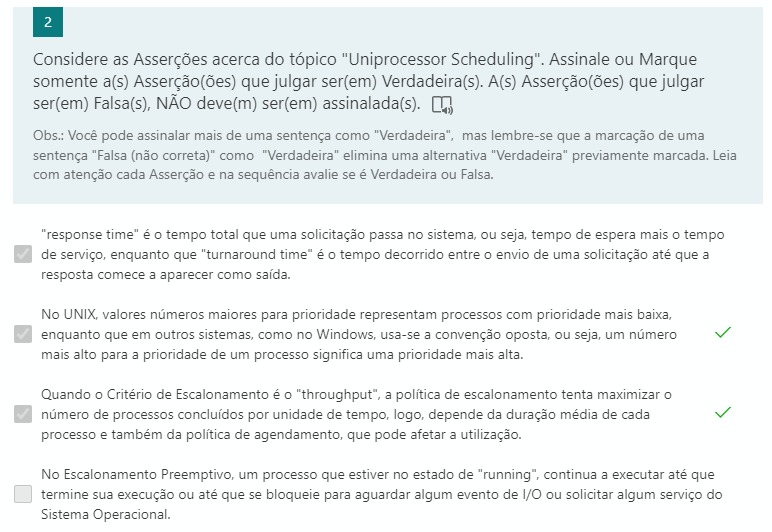 2
Considere as Asserções acerca do tópico "Uniprocessor Scheduling". Assinale ou Marque
somente a(s) Asserção(ões) que julgar ser(em) Verdadeira(s). A(s) Asserção(ões) que julgar
ser(em) Falsa(s), NÃO deve(m) ser(em) assinalada(s).
Obs.: Você pode assinalar mais de uma sentença como "Verdadeira", mas lembre-se que a marcação de uma
sentença "Falsa (não correta)" como "Verdadeira" elimina uma alternativa "Verdadeira" previamente marcada. Leia
com atenção cada Asserção e na sequência avalie se é Verdadeira ou Falsa.
"response time" é o tempo total que uma solicitação passa no sistema, ou seja, tempo de espera mais o tempo
de serviço, enquanto que "turnaround time" é o tempo decorrido entre o envio de uma solicitação até que a
resposta comece a aparecer como saída.
No UNIX, valores números maiores para prioridade representam processos com prioridade mais baixa,
enquanto que em outros sistemas, como no Windows, usa-se a convenção oposta, ou seja, um número
mais alto para a prioridade de um processo significa uma prioridade mais alta.
Quando o Critério de Escalonamento é o "throughput", a política de escalonamento tenta maximizar o
número de processos concluídos por unidade de tempo, logo, depende da duração média de cada
processo e também da política de agendamento, que pode afetar a utilização.
No Escalonamento Preemptivo, um processo que estiver no estado de "running", continua a executar até que
termine sua execução ou até que se bloqueie para aguardar algum evento de I/O ou solicitar algum serviço do
Sistema Operacional.